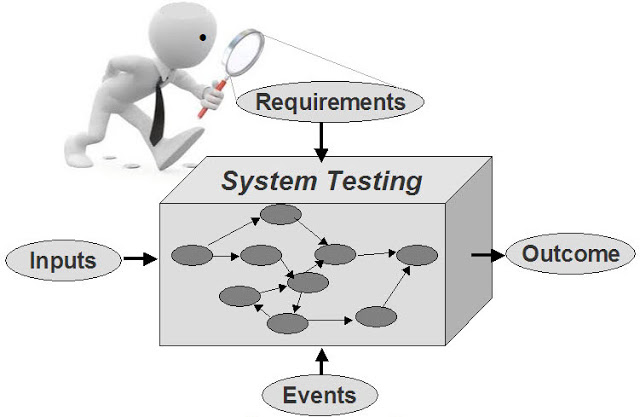 Requirements
System Testing
Inputs
Outcome
Events